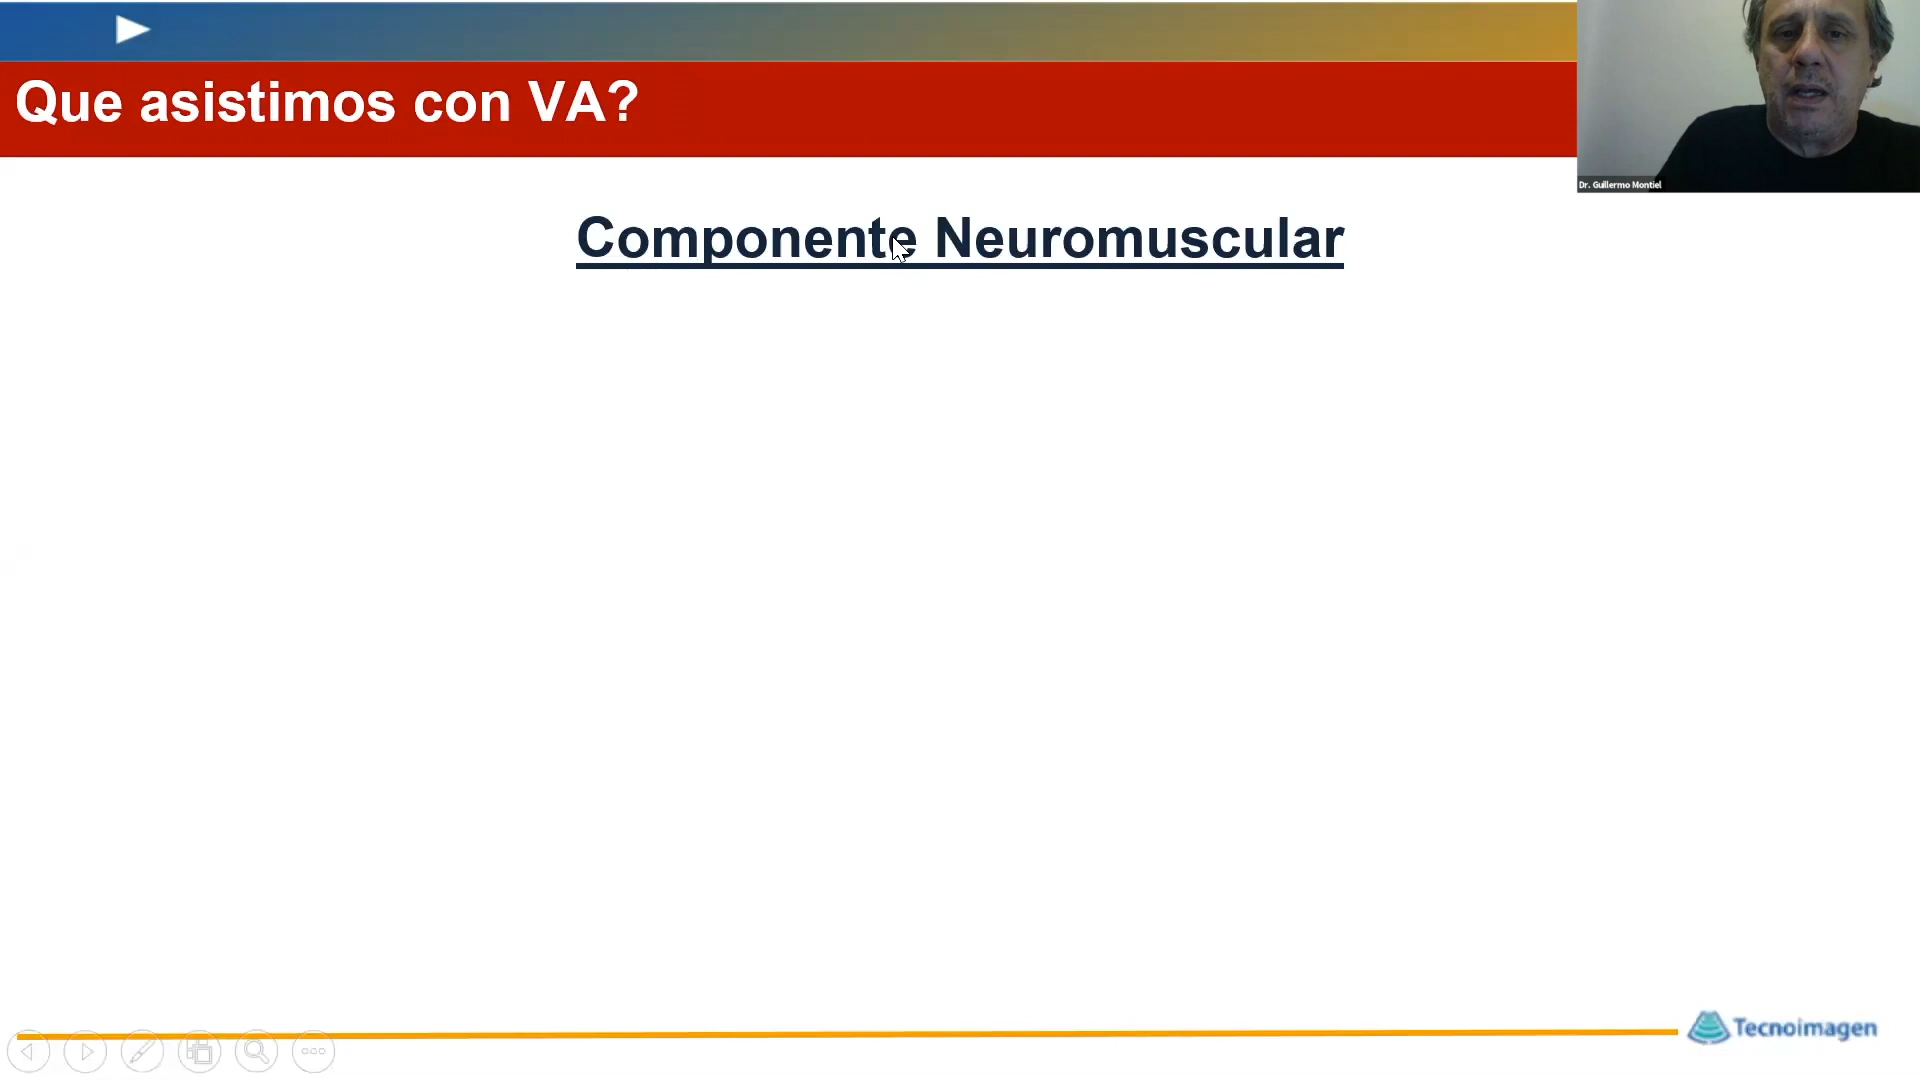 Que asistimos con VA?
Dr. Guillermo Montiel
Componente Neuromuscular
Tecnoimagen